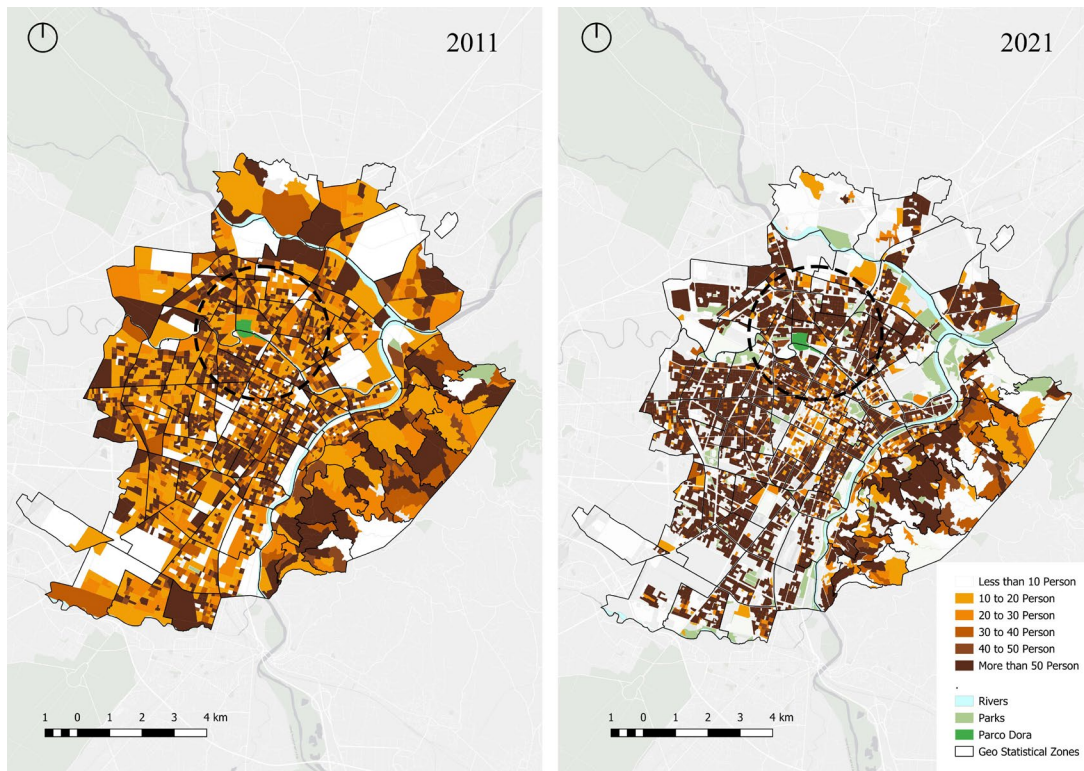 2011
2021
1 0 1 2 3 4 km
1 0 1 2 3 4 km
Less than 10 Person
10 to 20 Person
20 to 30 Person
30 to 40 Person
40 to 50 Person
More than 50 Person
.
Rivers
Parks
Parco Dora
Geo Statistical Zones